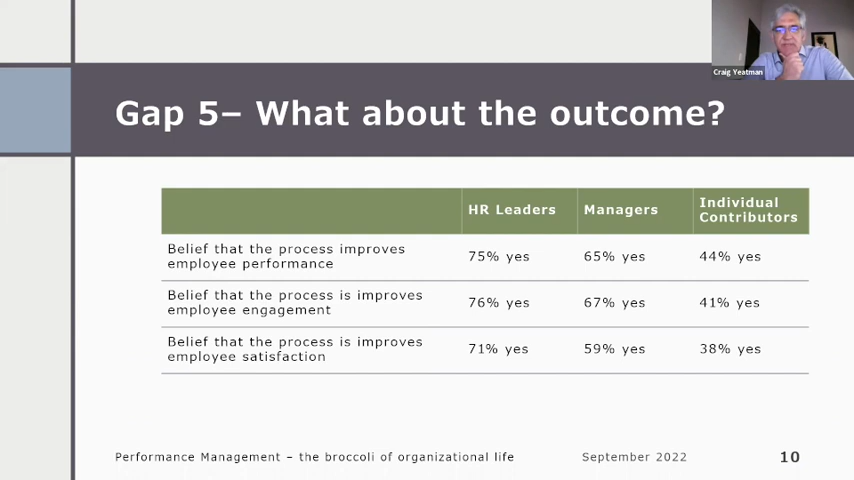 Craig Yeatman
Gap 5– What about the outcome?
HR Leaders
Managers
Individual
Contributors
Belief that the process improves
employee performance
75% yes
65% yes
44% yes
Belief that the process is improves
employee engagement
76% yes
67% yes
41% yes
Belief that the process is improves
employee satisfaction
71% yes
59% yes
38% yes
Performance Management – the broccoli of organizational life
September 2022
10